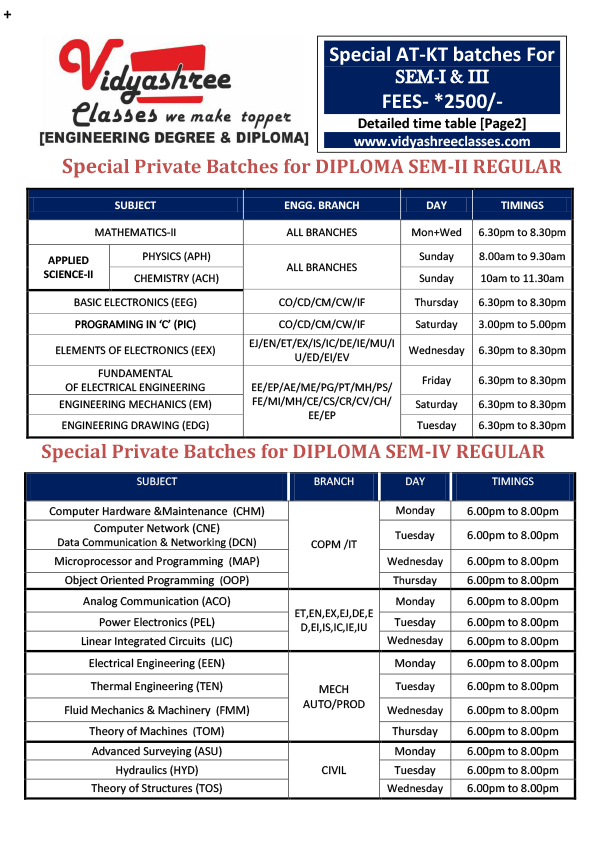 +
Vidyashree
Classes we make topper
[ENGINEERING DEGREE & DIPLOMA]
Special AT-KT batches For
SEM-I & III
FEES- *2500/-
Detailed time table [Page2]
www.vidyashreeclasses.com
Special Private Batches for DIPLOMA SEM-II REGULAR
SUBJECT ENGG. BRANCH DAY TIMINGS
MATHEMATICS-II ALL BRANCHES Mon+Wed 6.30pm to 8.30pm
APPLIED SCIENCE-II PHYSICS (APH) ALL BRANCHES Sunday 8.00am to 9.30am
CHEMISTRY (ACH) Sunday 10am to 11.30am
BASIC ELECTRONICS (EEG) CO/CD/CM/CW/IF Thursday 6.30pm to 8.30pm
PROGRAMING IN ‘C’ (PIC) CO/CD/CM/CW/IF Saturday 3.00pm to 5.00pm
ELEMENTS OF ELECTRONICS (EEX) EJ/EN/ET/EX/IS/IC/DE/IE/MU/I Wednesday 6.30pm to 8.30pm
U/ED/EI/EV
FUNDAMENTAL
OF ELECTRICAL ENGINEERING Friday 6.30pm to 8.30pm
EE/EP/AE/ME/PG/PT/MH/PS/
FE/MI/MH/CE/CS/CR/CV/CH/
EE/EP
ENGINEERING MECHANICS (EM) Saturday 6.30pm to 8.30pm
ENGINEERING DRAWING (EDG) Tuesday 6.30pm to 8.30pm
Special Private Batches for DIPLOMA SEM-IV REGULAR
SUBJECT BRANCH DAY TIMINGS
Computer Hardware &Maintenance (CHM) COPM /IT Monday 6.00pm to 8.00pm
Computer Network (CNE)
Data Communication & Networking (DCN) Tuesday 6.00pm to 8.00pm
Microprocessor and Programming (MAP) Wednesday 6.00pm to 8.00pm
Object Oriented Programming (OOP) Thursday 6.00pm to 8.00pm
Analog Communication (ACO) ET,EN,EX,EJ,DE,E Monday 6.00pm to 8.00pm
D,EI,IS,IC,IE,IU
Power Electronics (PEL) Tuesday 6.00pm to 8.00pm
Linear Integrated Circuits (LIC) Wednesday 6.00pm to 8.00pm
Electrical Engineering (EEN) MECH Monday 6.00pm to 8.00pm
AUTO/PROD
Thermal Engineering (TEN) Tuesday 6.00pm to 8.00pm
Fluid Mechanics & Machinery (FMM) Wednesday 6.00pm to 8.00pm
Theory of Machines (TOM) Thursday 6.00pm to 8.00pm
Advanced Surveying (ASU) CIVIL Monday 6.00pm to 8.00pm
Hydraulics (HYD) Tuesday 6.00pm to 8.00pm
Theory of Structures (TOS) Wednesday 6.00pm to 8.00pm